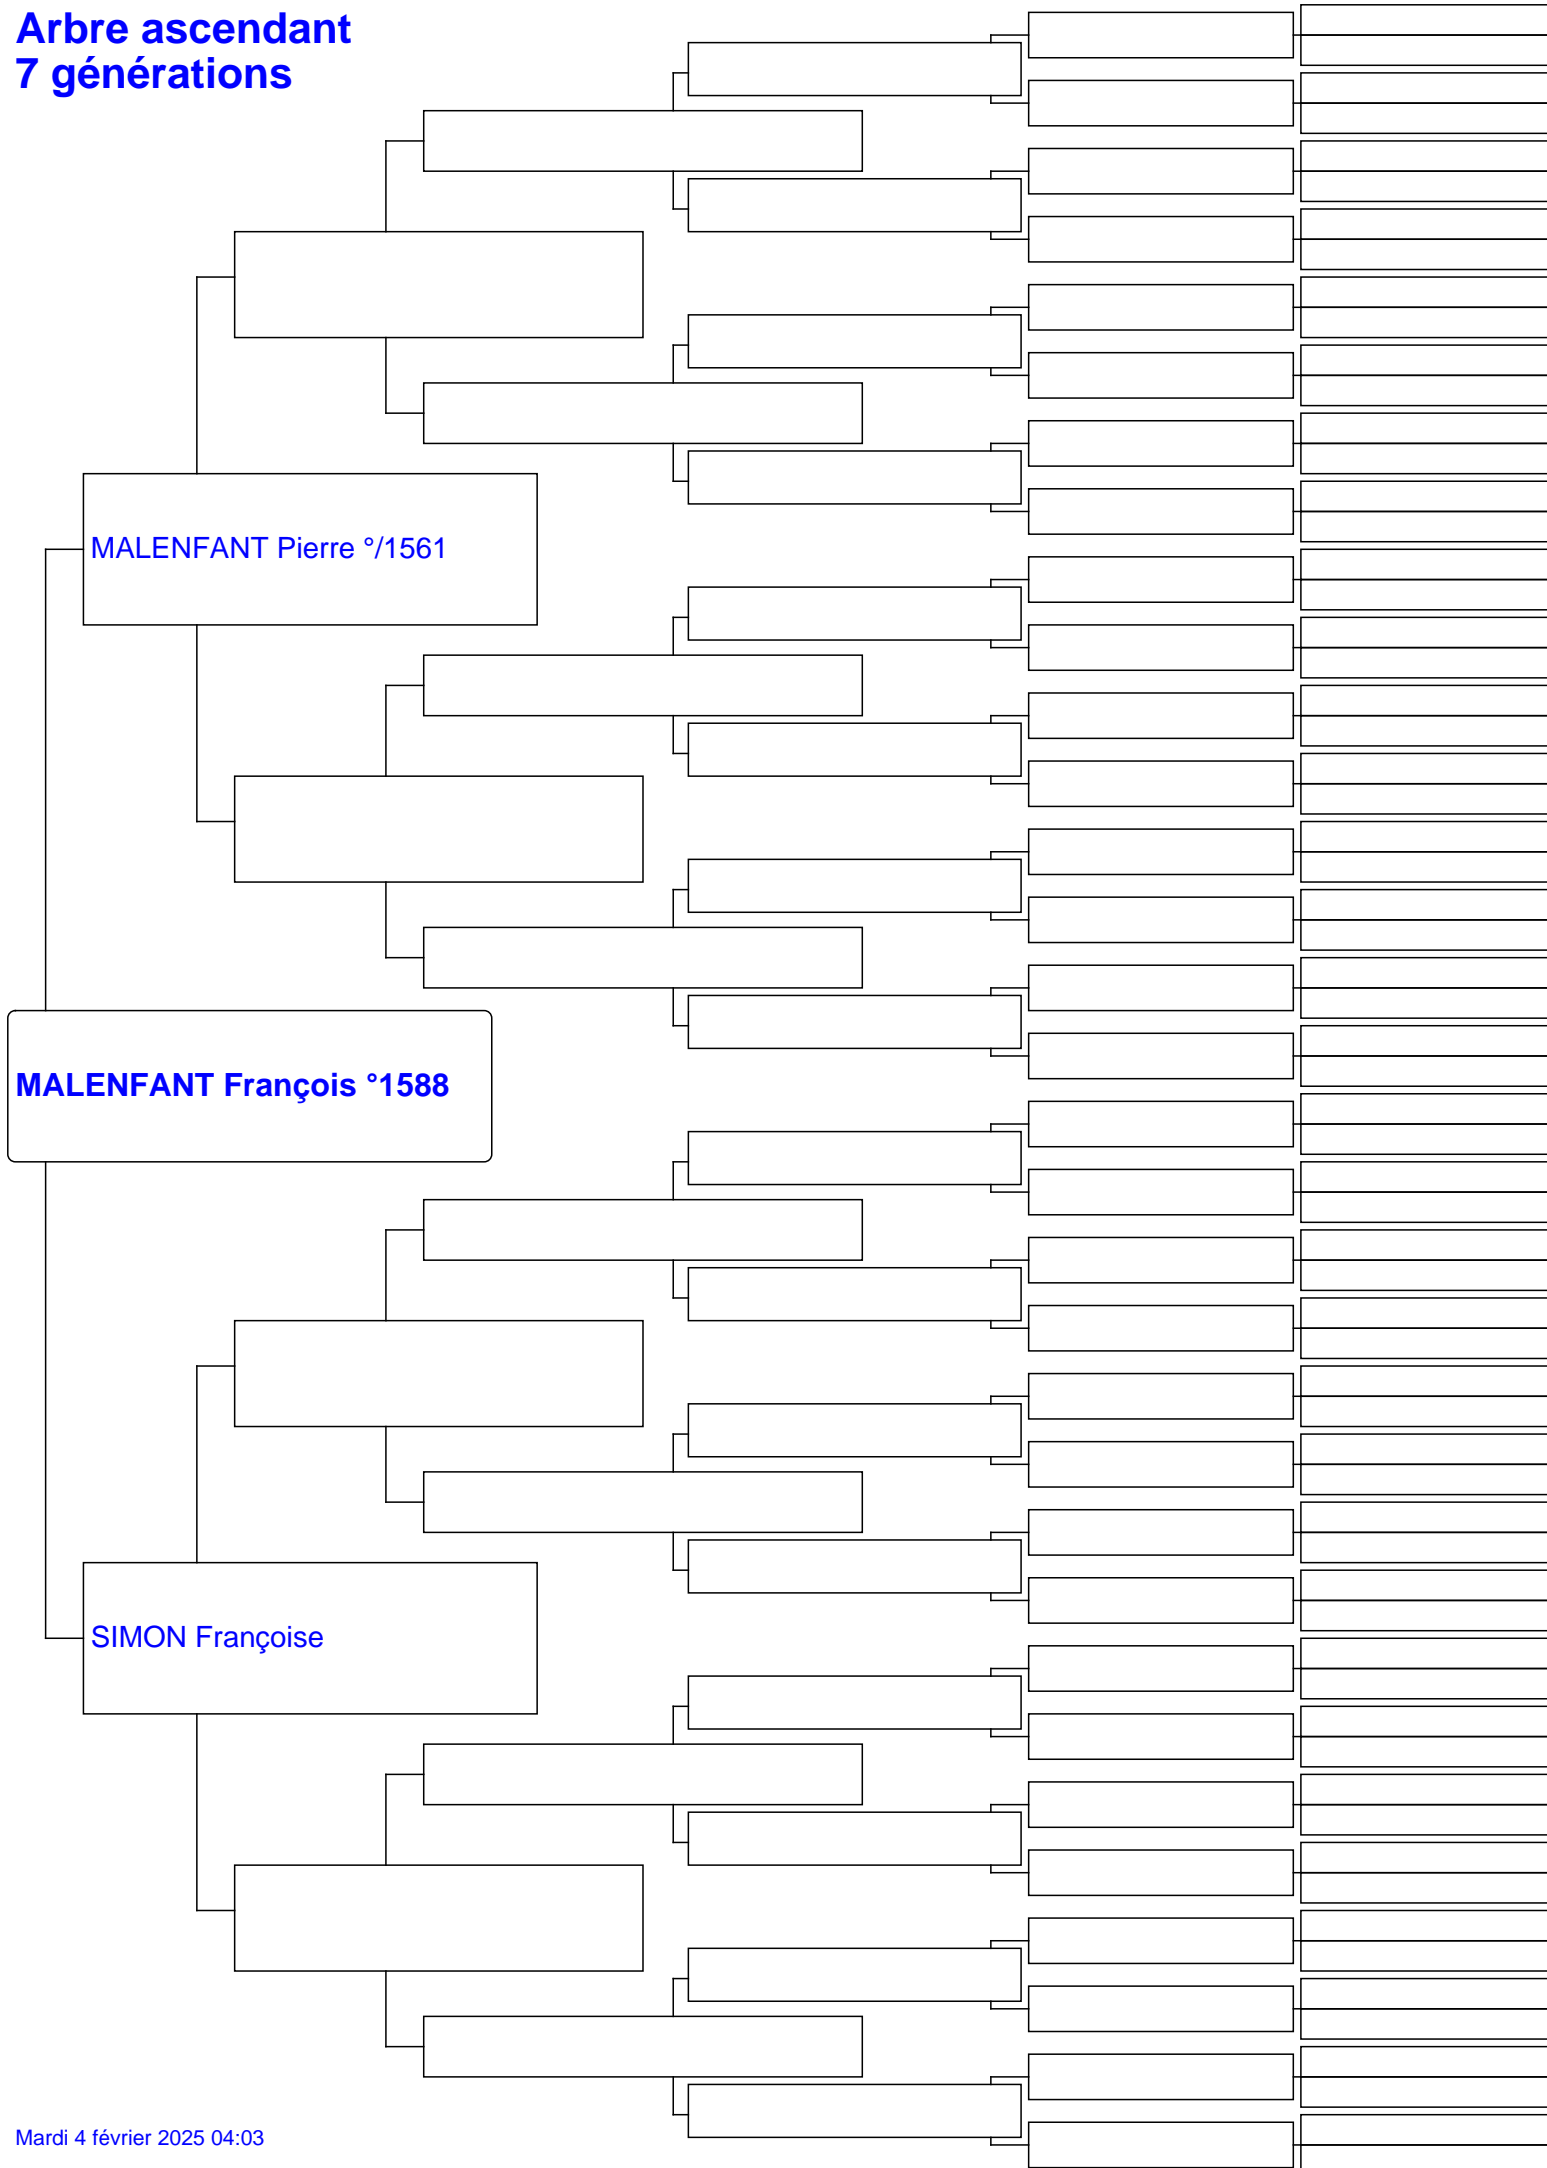 Arbre ascendant
7 générations
MALENFANT Pierre °/1561
MALENFANT François °1588
SIMON Françoise
Mardi 4 février 2025 04:03